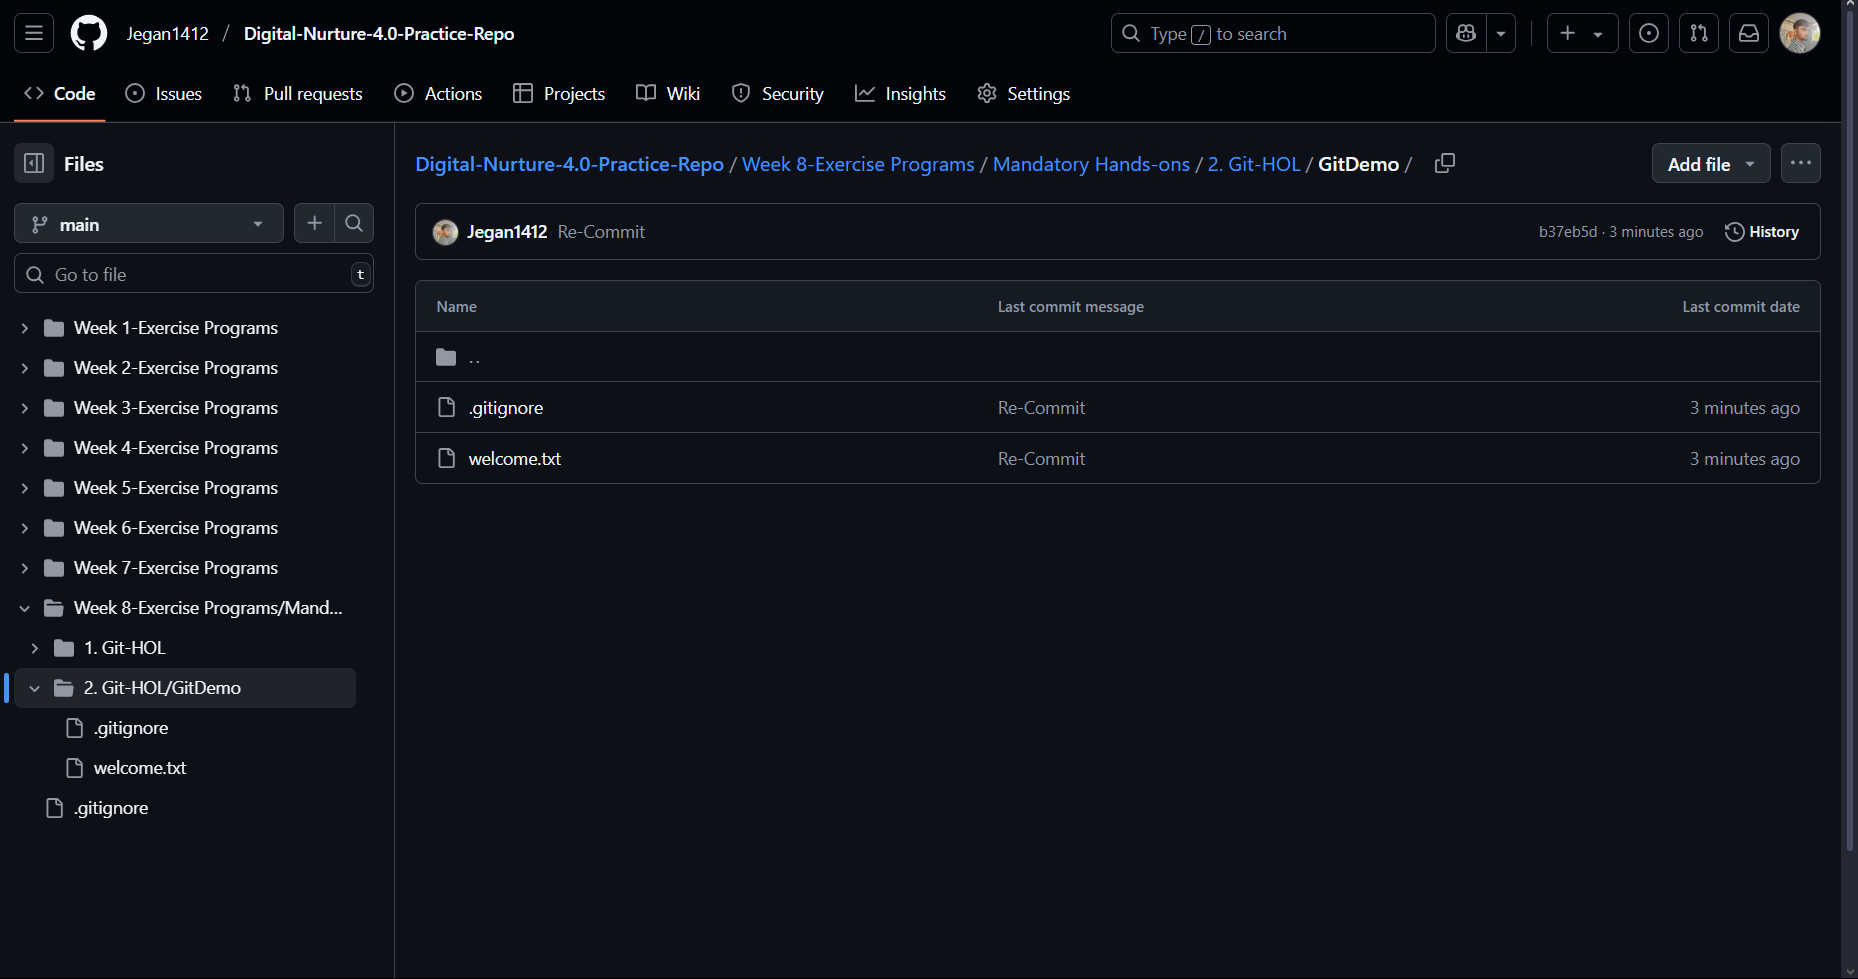 Jegan1412 / Digital-Nurture-4.0-Practice-Repo
Type / to search
Code
Issues
Pull requests
Actions
Projects
Wiki
Security
Insights
Settings
Files
main
Go to file
t
Week 1-Exercise Programs
Week 2-Exercise Programs
Week 3-Exercise Programs
Week 4-Exercise Programs
Week 5-Exercise Programs
Week 6-Exercise Programs
Week 7-Exercise Programs
Week 8-Exercise Programs/Mand...
1. Git-HOL
2. Git-HOL/GitDemo
.gitignore
welcome.txt
.gitignore
Digital-Nurture-4.0-Practice-Repo / Week 8-Exercise Programs / Mandatory Hands-ons / 2. Git-HOL / GitDemo /
Add file
Jegan1412 Re-Commit
b37eb5d · 3 minutes ago
History
Name Last commit message Last commit date
..
.gitignore Re-Commit 3 minutes ago
welcome.txt Re-Commit 3 minutes ago